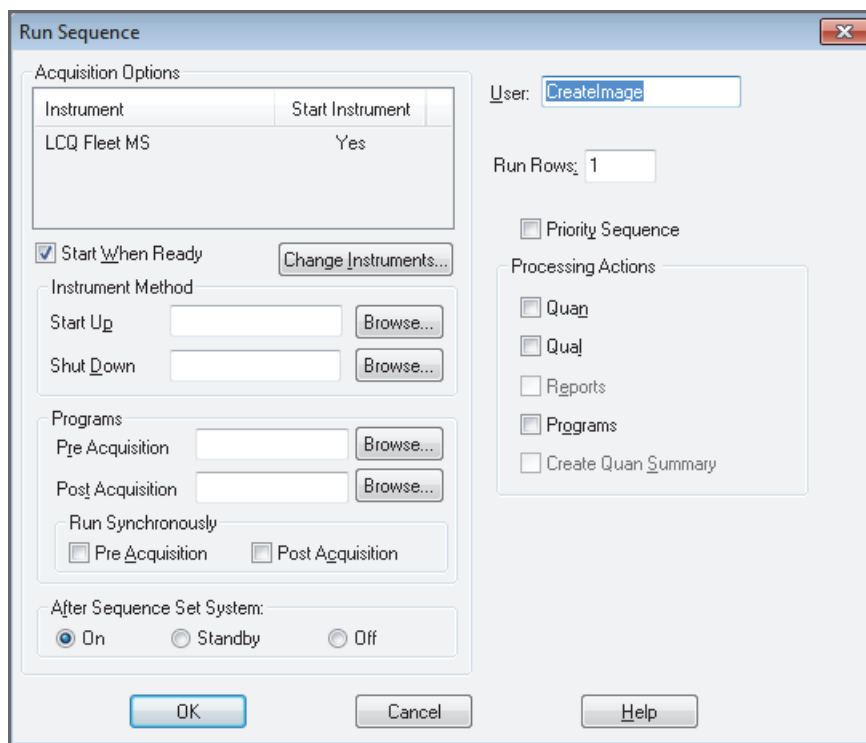 Run Sequence
Acquisition Options
Instrument Start Instrument
LCQ Fleet MS Yes
Start When Ready
Change Instruments...
Instrument Method
Start Up Browse...
Shut Down Browse...
Programs
Pre Acquisition Browse...
Post Acquisition Browse...
Run Synchronously
Pre Acquisition Post Acquisition
After Sequence Set System:
On Standby Off
User: CreateImage
Run Rows: 1
Priority Sequence
Processing Actions
Quan
Qual
Reports
Programs
Create Quan Summary
OK Cancel Help